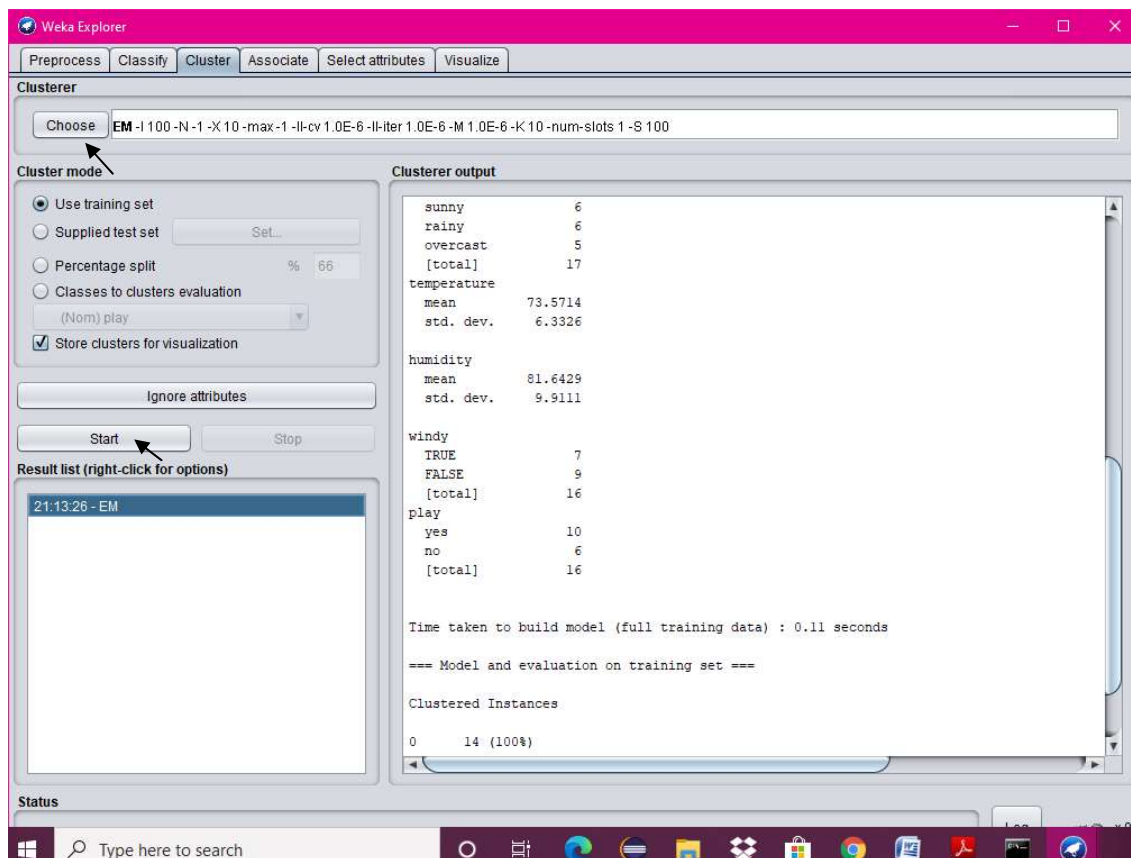 Weka Explorer
Preprocess Classify Cluster Associate Select attributes Visualize
Clusterer
Choose EM -I 100 -N -1 -X 10 -max -1 -ll-cv 1.0E-6 -ll-iter 1.0E-6 -M 1.0E-6 -K 10 -num-slots 1 -S 100
Cluster mode
Use training set
Supplied test set Set...
Percentage split % 66
Classes to clusters evaluation
(Nom) play
Store clusters for visualization
Ignore attributes
Start Stop
Result list (right-click for options)
21:13:26 - EM
Clusterer output
sunny 6
rainy 6
overcast 5
[total] 17
temperature
mean 73.5714
std. dev. 6.3326
humidity
mean 81.6429
std. dev. 9.9111
windy
TRUE 7
FALSE 9
[total] 16
play
yes 10
no 6
[total] 16
Time taken to build model (full training data) : 0.11 seconds
=== Model and evaluation on training set ===
Clustered Instances
0 14 (100%)
Status
Type here to search